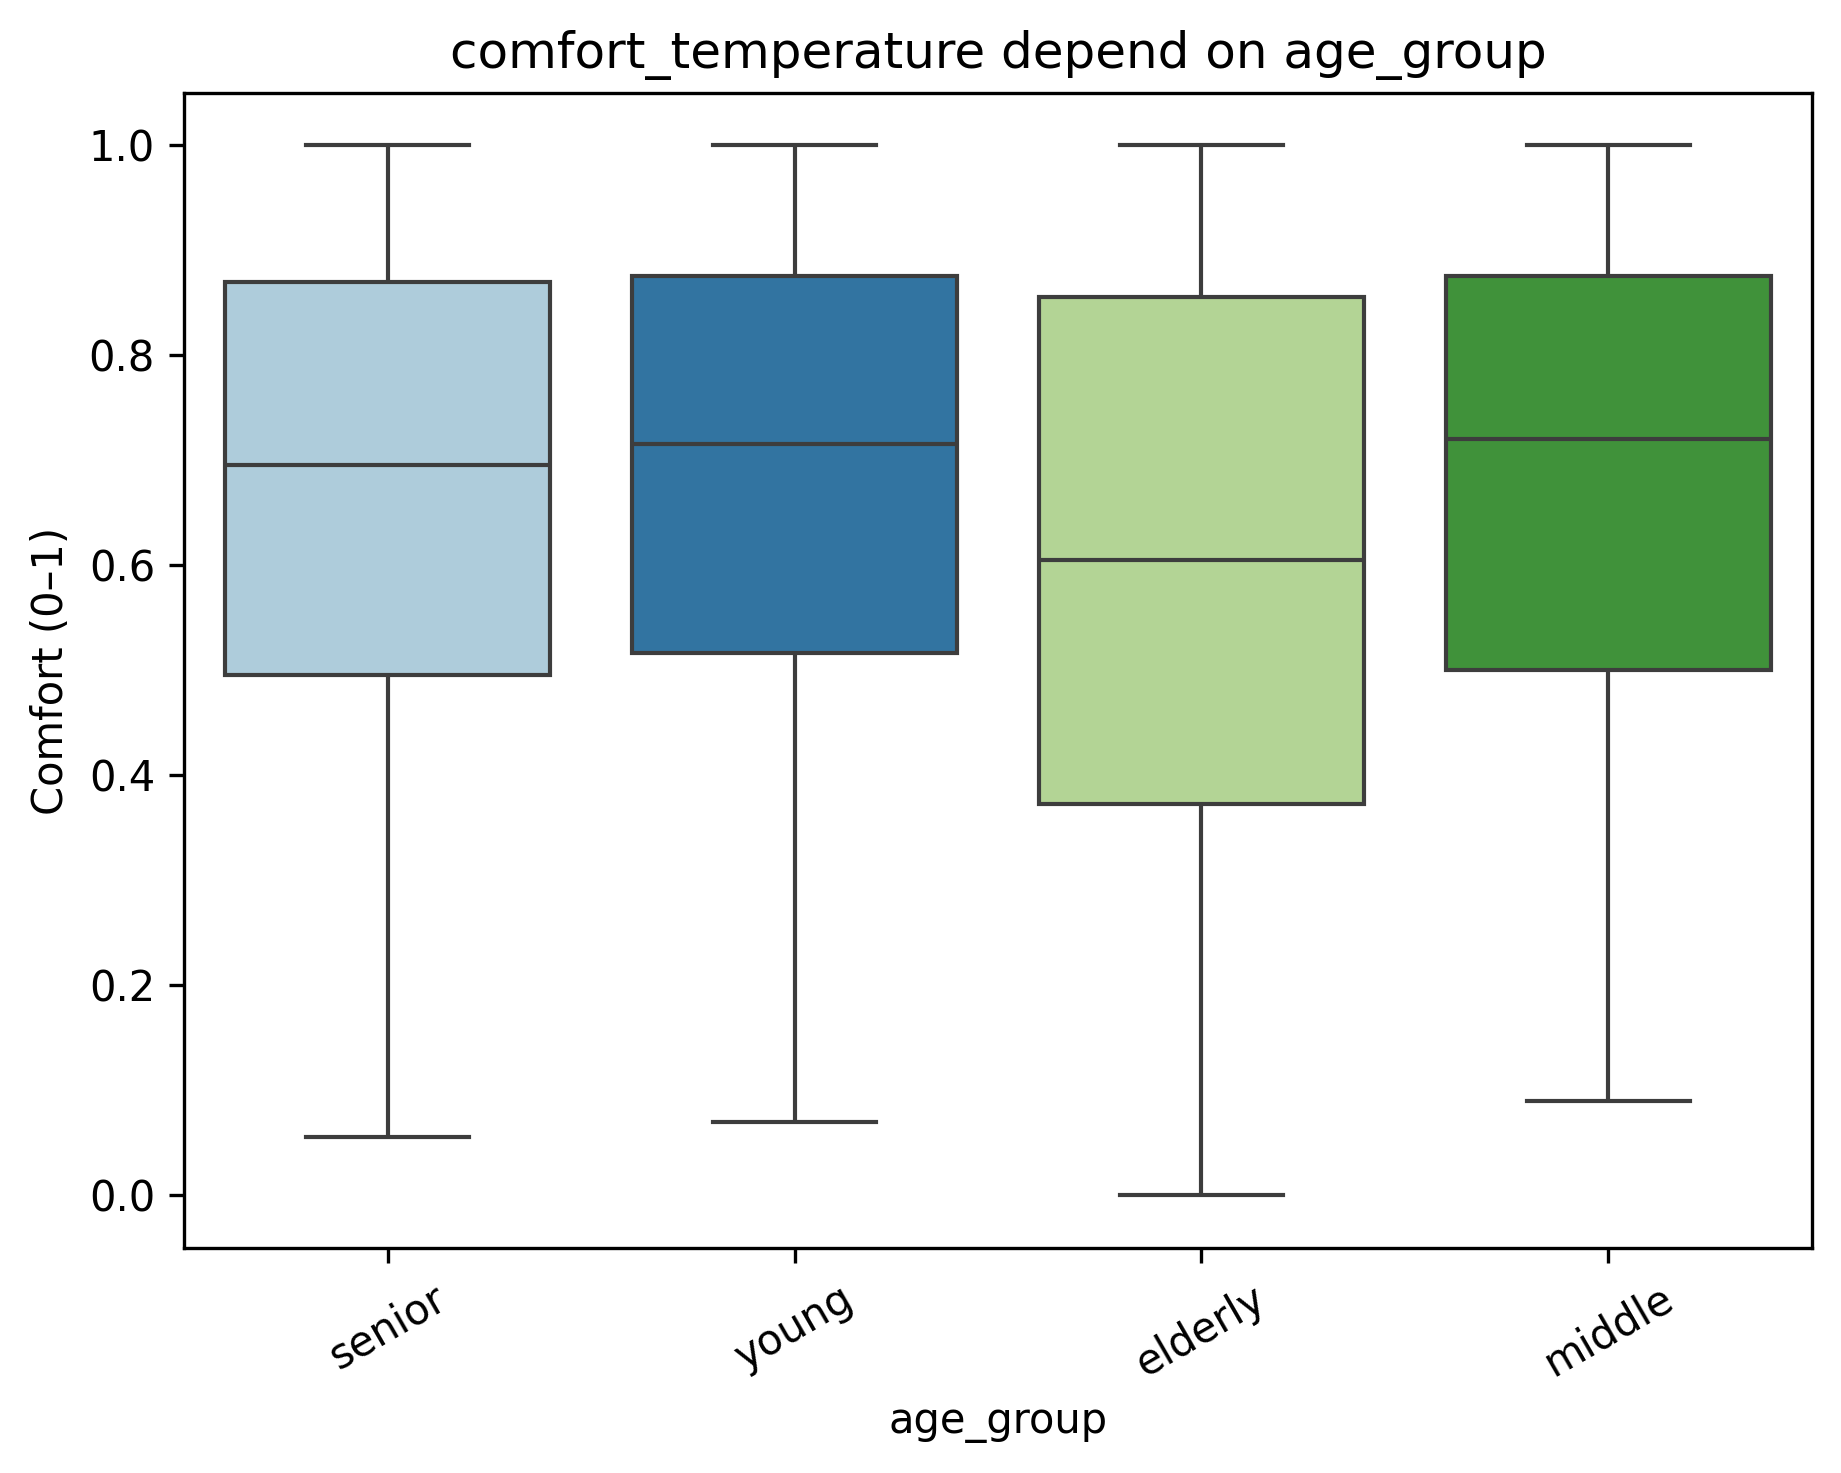 comfort_temperature depend on age_group
Comfort (0–1)
1.0
0.8
0.6
0.4
0.2
0.0
senior
young
elderly
middle
age_group